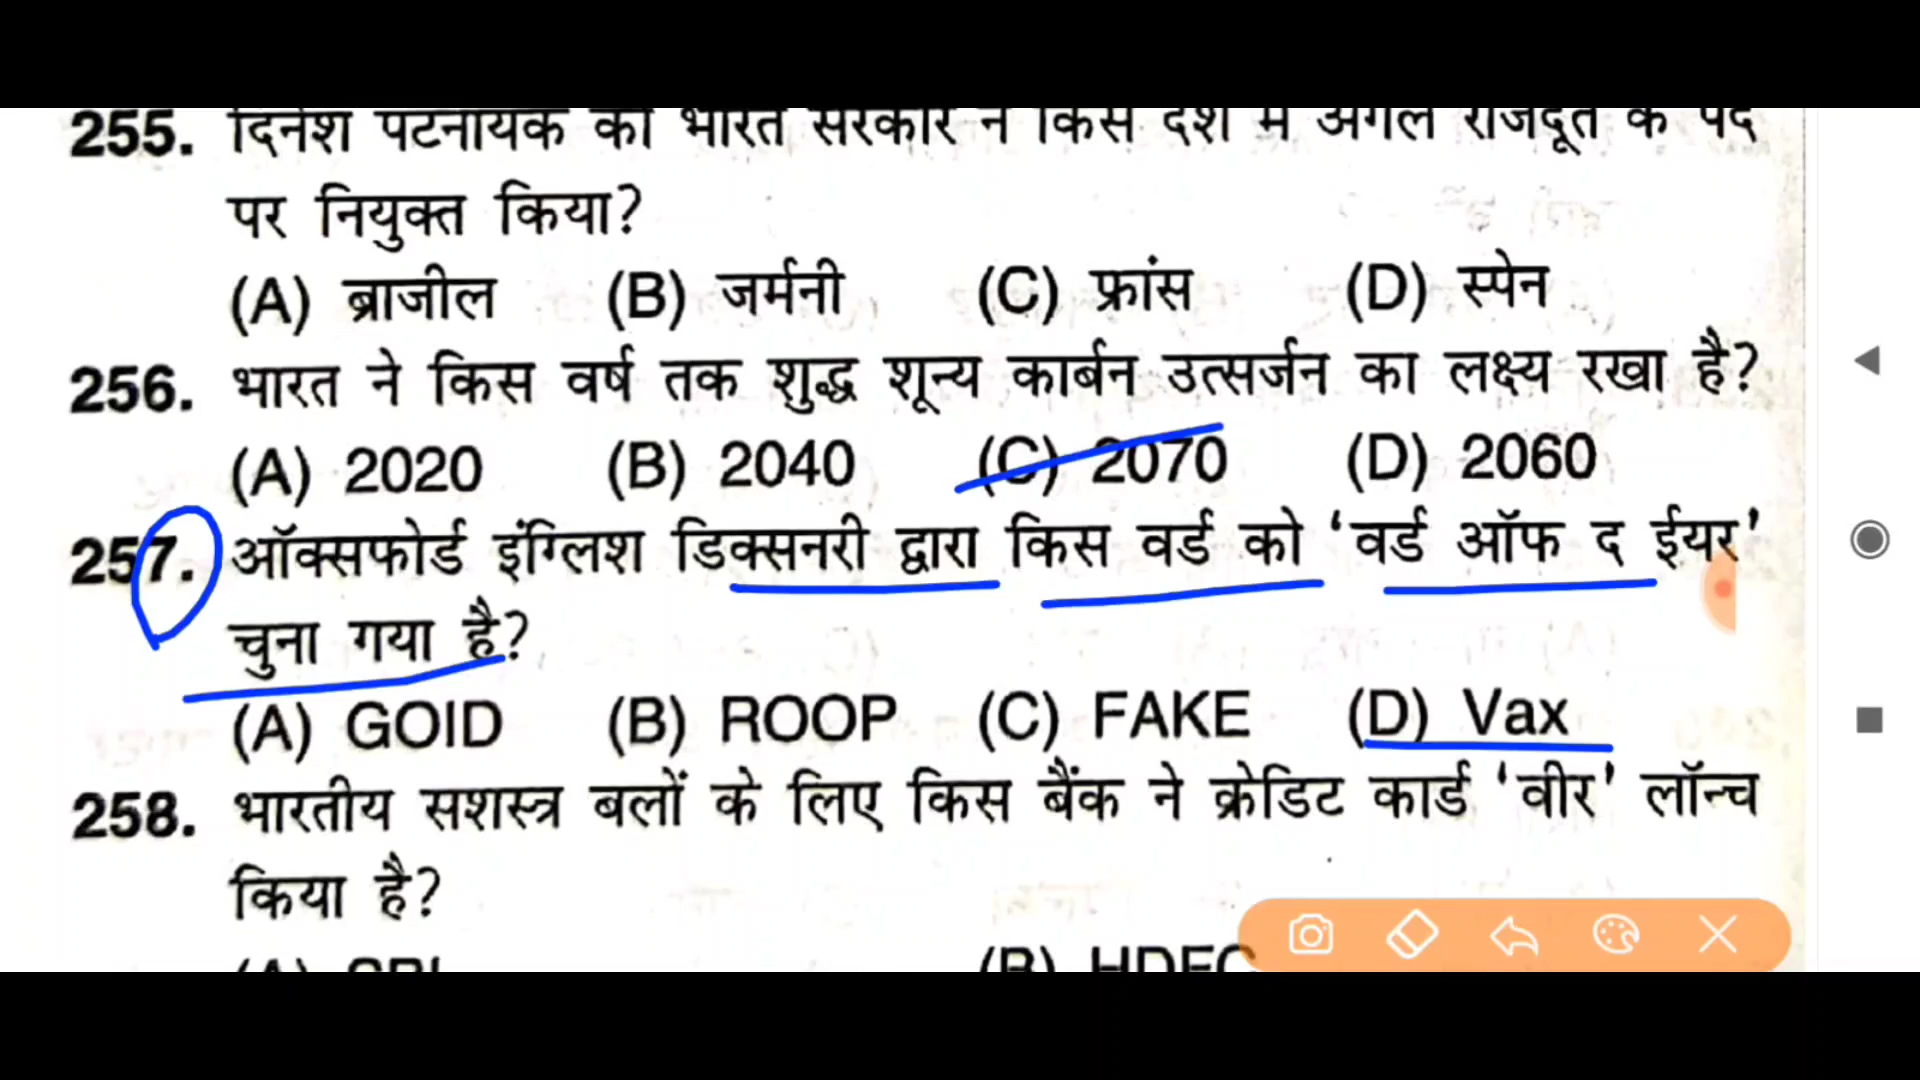 255. दिनेश पटनायक को भारत सरकार ने किस देश में अगले राजदूत के पद
पर नियुक्त किया?
(A) ब्राजील (B) जर्मनी (C) फ्रांस (D) स्पेन
256. भारत ने किस वर्ष तक शुद्ध शून्य कार्बन उत्सर्जन का लक्ष्य रखा है?
(A) 2020 (B) 2040 (C) 2070 (D) 2060
257. ऑक्सफोर्ड इंग्लिश डिक्सनरी द्वारा किस वर्ड को 'वर्ड ऑफ द ईयर'
चुना गया है?
(A) GOID (B) ROOP (C) FAKE (D) Vax
258. भारतीय सशस्त्र बलों के लिए किस बैंक ने क्रेडिट कार्ड 'वीर' लॉन्च
किया है?
(A) SBI (B) HDFC